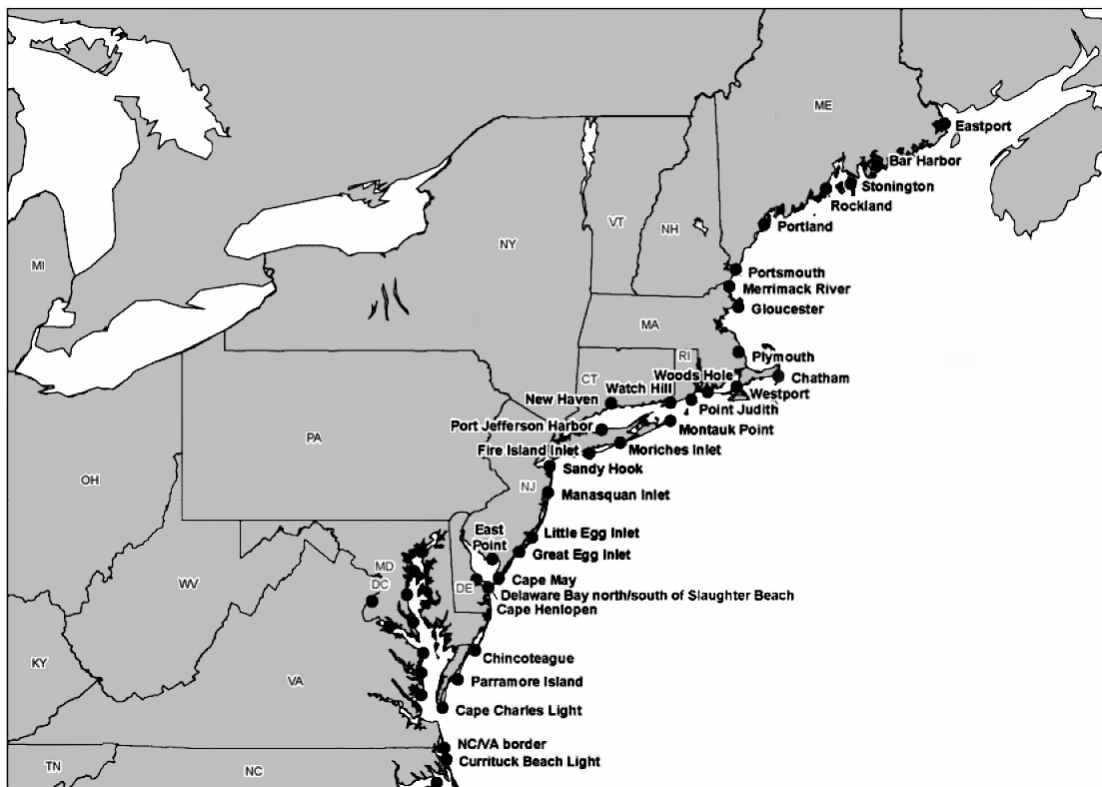 ME
Eastport
Bar Harbor
Stonington
Rockland
Portland
VT
NH
NY
MI
Portsmouth
Merrimack River
Gloucester
MA
Plymouth
RI
Woods Hole
Chatham
CT
Watch Hill
Westport
New Haven
Point Judith
Port Jefferson Harbor
Montauk Point
PA
Fire Island Inlet
Moriches Inlet
Sandy Hook
OH
NJ
Manasquan Inlet
East
Point
Little Egg Inlet
Great Egg Inlet
MD
WV
DC
DE
Cape May
Delaware Bay north/south of Slaughter Beach
Cape Henlopen
KY
Chincoteague
VA
Parramore Island
Cape Charles Light
NC/VA border
Currituck Beach Light
TN
NC